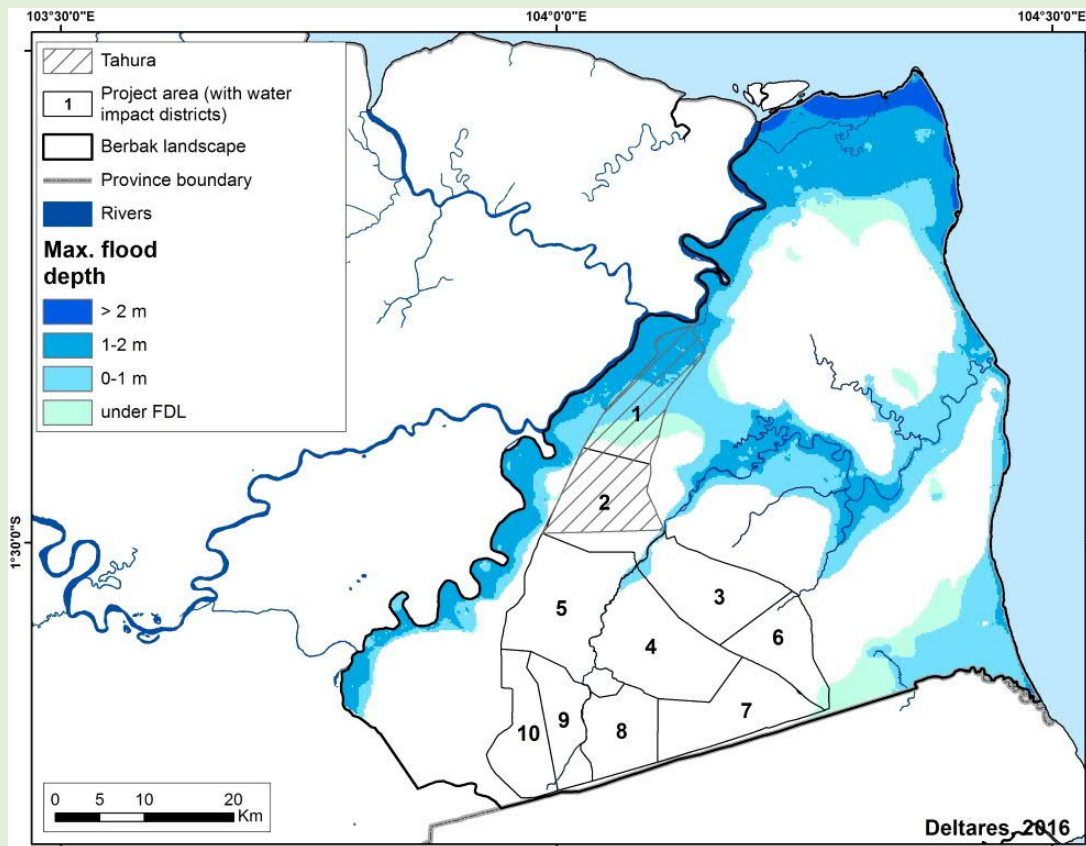 103°30'0"E
104°0'0"E
104°30'0"E
Tahura
1
Project area (with water
impact districts)
Berbak landscape
Province boundary
Rivers
Max. flood
depth
> 2 m
1-2 m
0-1 m
under FDL
1
2
1°30'0"S
3
5
6
4
7
10
9
8
0 5 10 20
Km
Deltares, 2016